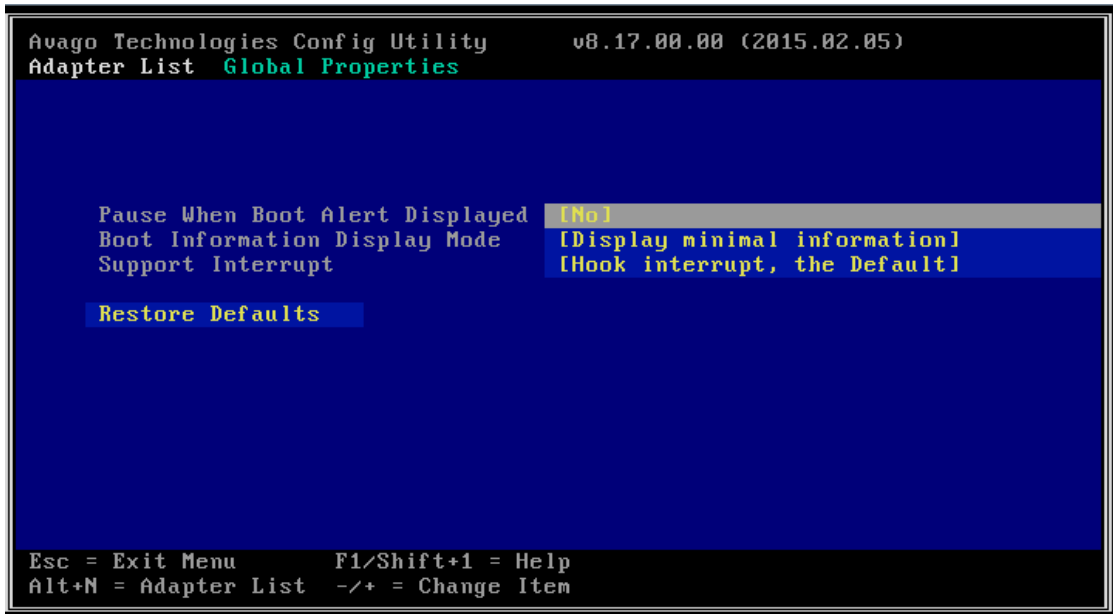 Avago Technologies Config Utility v8.17.00.00 (2015.02.05)
Adapter List Global Properties
Pause When Boot Alert Displayed [No]
Boot Information Display Mode [Display minimal information]
Support Interrupt [Hook interrupt, the Default]
Restore Defaults
Esc = Exit Menu F1/Shift+1 = Help
Alt+N = Adapter List -/+ = Change Item